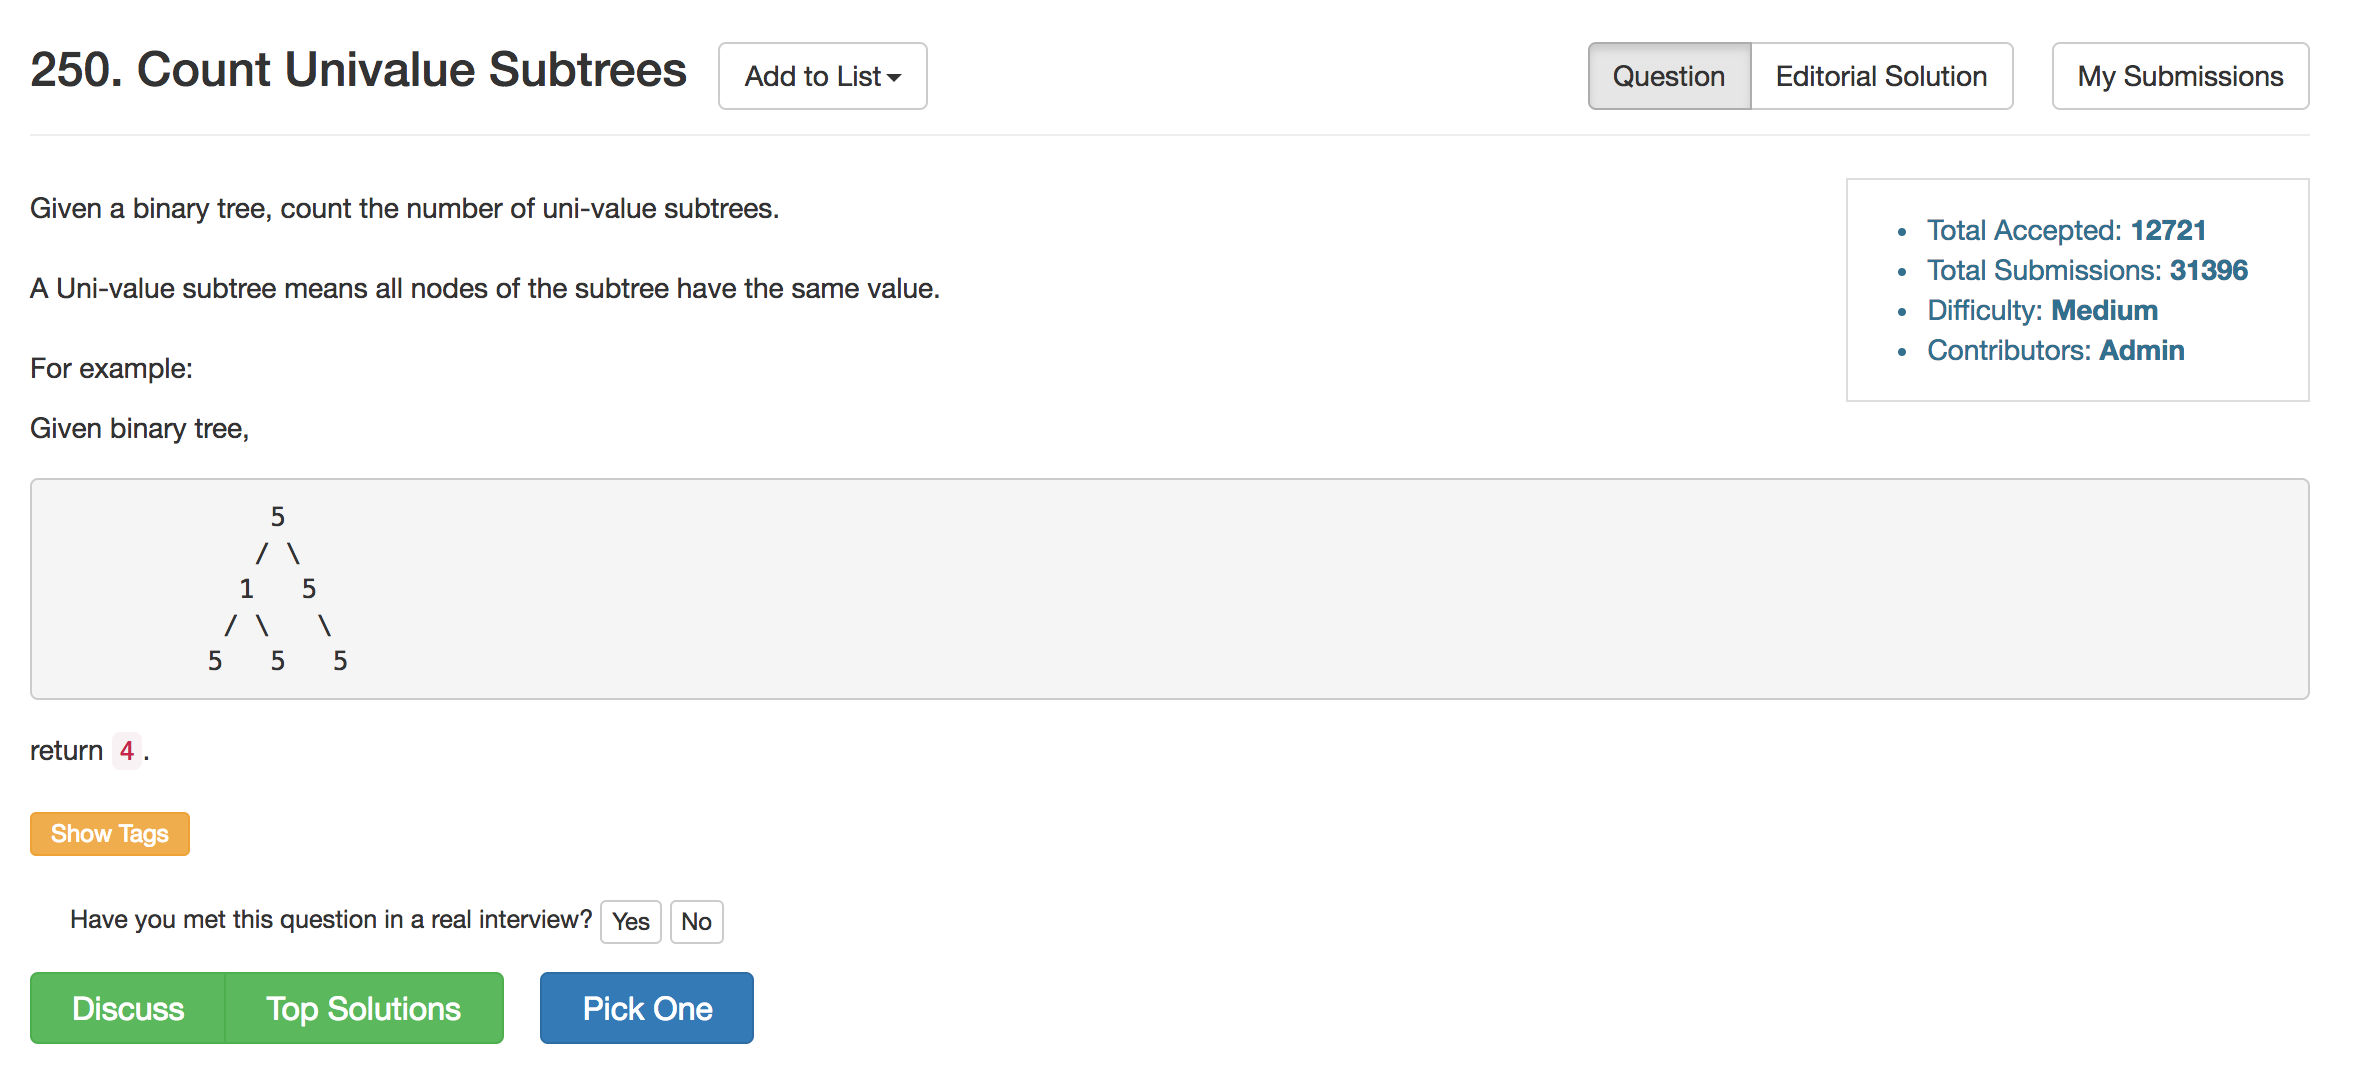 250. Count Univalue Subtrees Add to List Question Editorial Solution My Submissions
Given a binary tree, count the number of uni-value subtrees.
A Uni-value subtree means all nodes of the subtree have the same value.
For example:
Given binary tree,
• Total Accepted: 12721
• Total Submissions: 31396
• Difficulty: Medium
• Contributors: Admin
5
/ \
1 5
/ \ \
5 5 5
return 4.
Show Tags
Have you met this question in a real interview? Yes No
Discuss Top Solutions Pick One